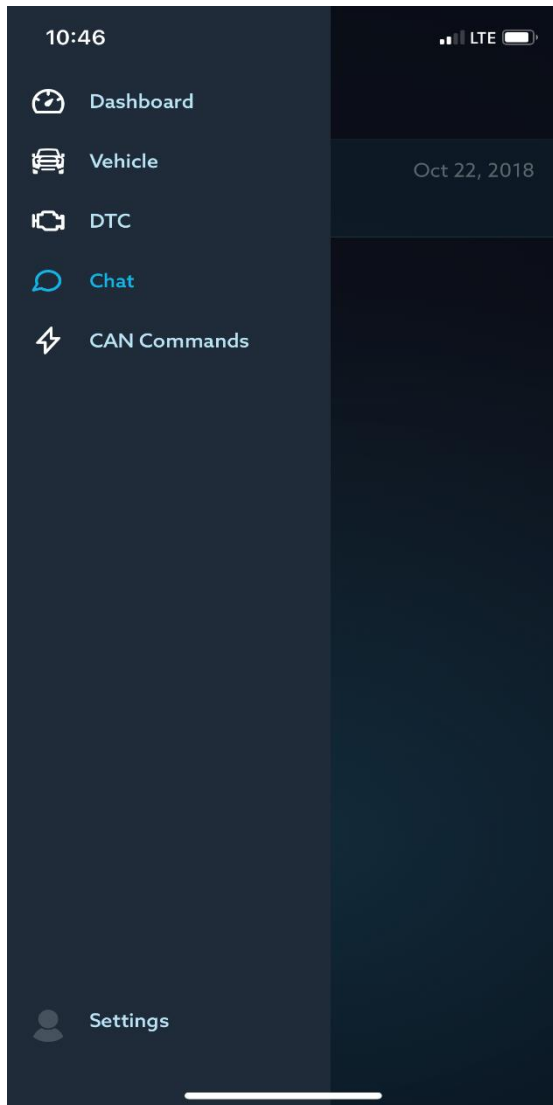 10:46
LTE
Dashboard
Vehicle
Oct 22, 2018
DTC
Chat
CAN Commands
Settings